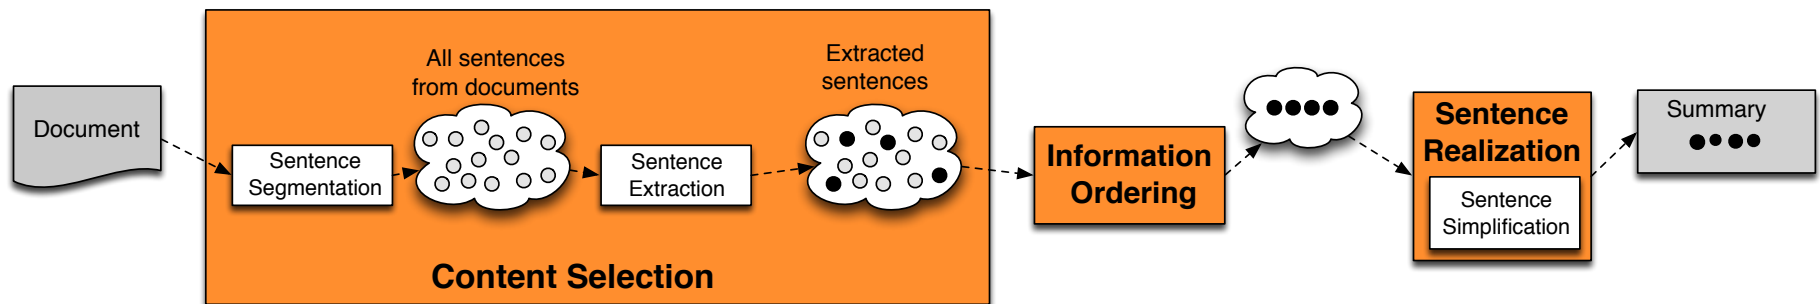 Document
Sentence
Segmentation
All sentences
from documents
Sentence
Extraction
Extracted
sentences
Content Selection
Information
Ordering
Sentence
Realization
Sentence
Simplification
Summary